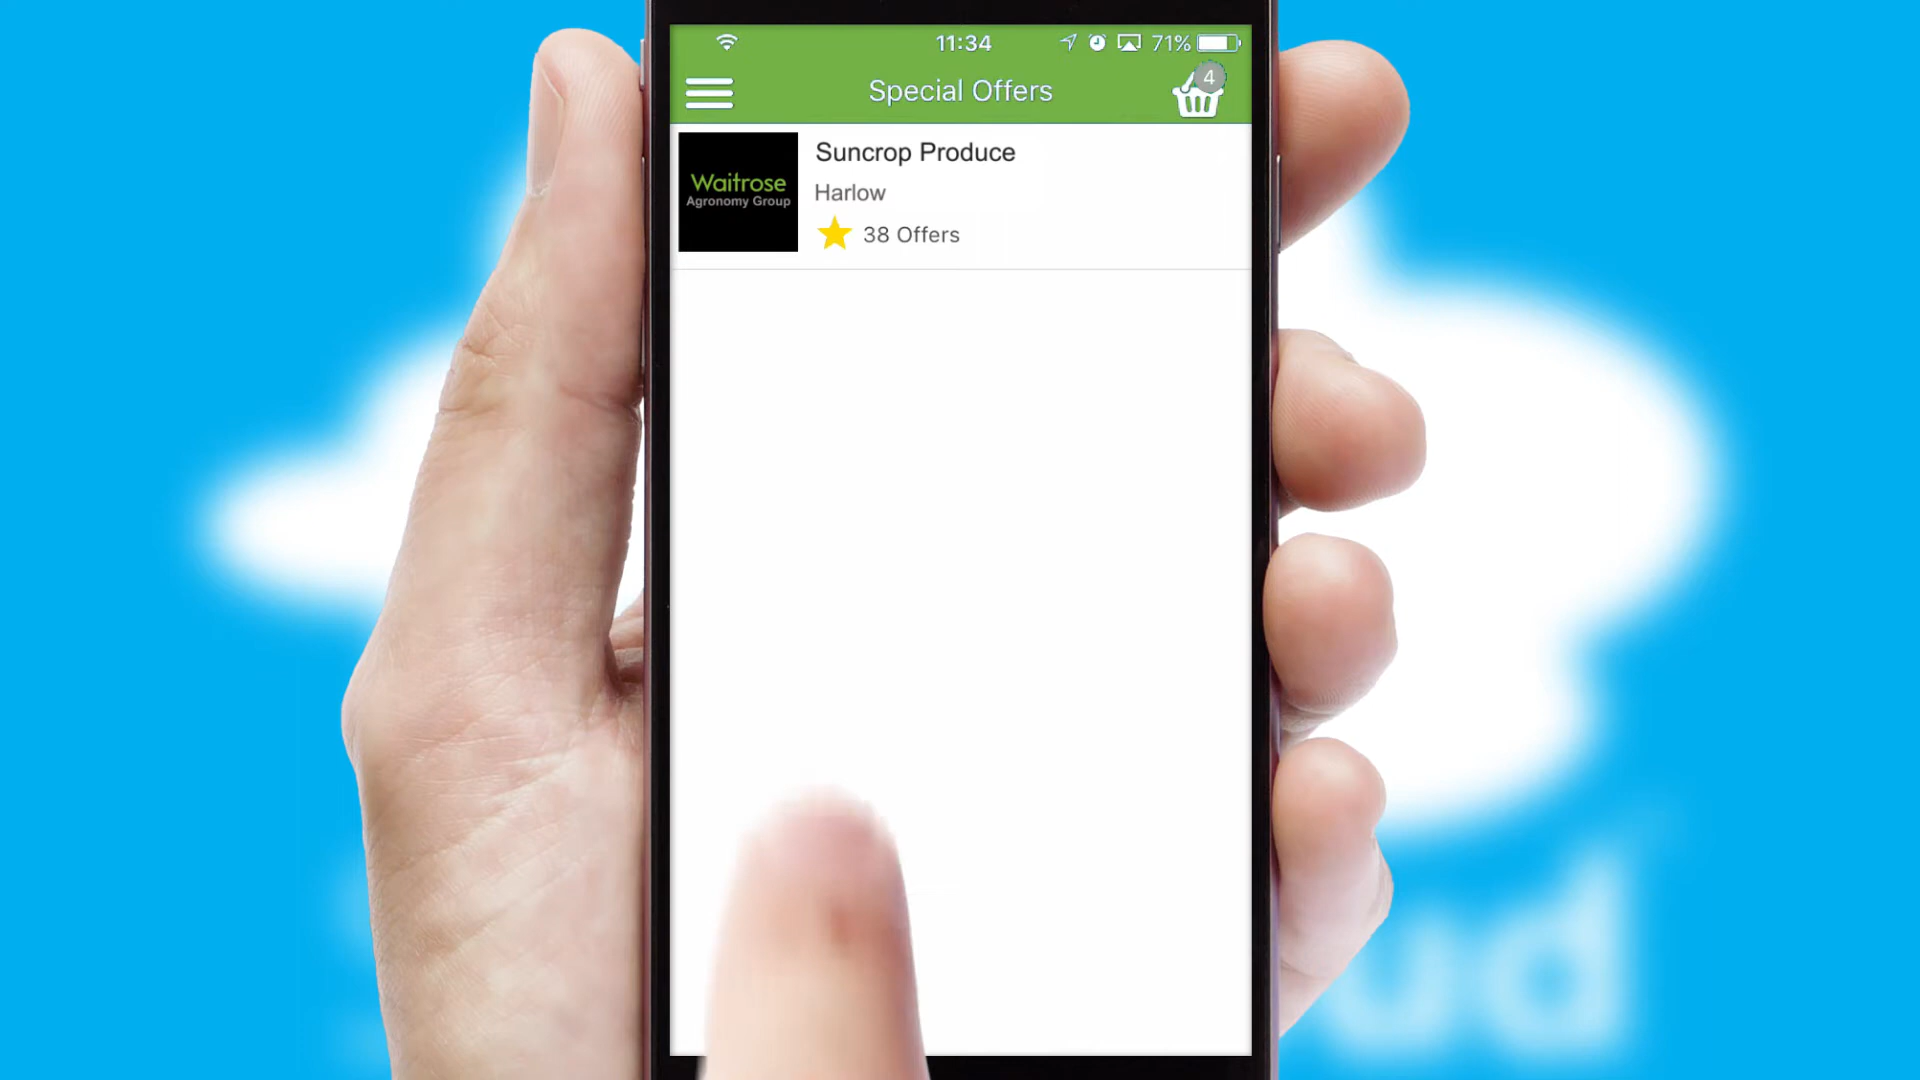 11:34
71%
Special Offers
4
Waitrose
Agronomy Group
Suncrop Produce
Harlow
38 Offers